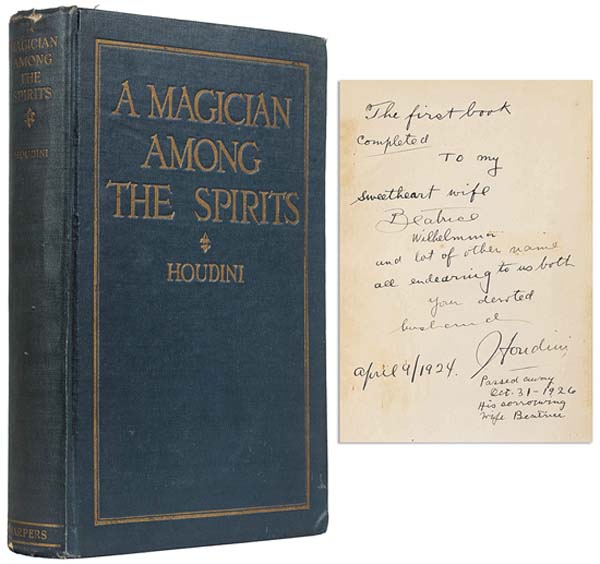 A
MAGICIAN
AMONG
THE
SPIRITS
HOUDINI
HARPERS
A MAGICIAN
AMONG
THE SPIRITS
HOUDINI
The first book
completed
To my
sweetheart wife
Beatrice
Wilhelmina
and lot of other name
all endearing to us both
your devoted
husband
Houdini
April 9/1924.
Passed away
Oct. 31-1926
His sorrowing
wife Beatrice